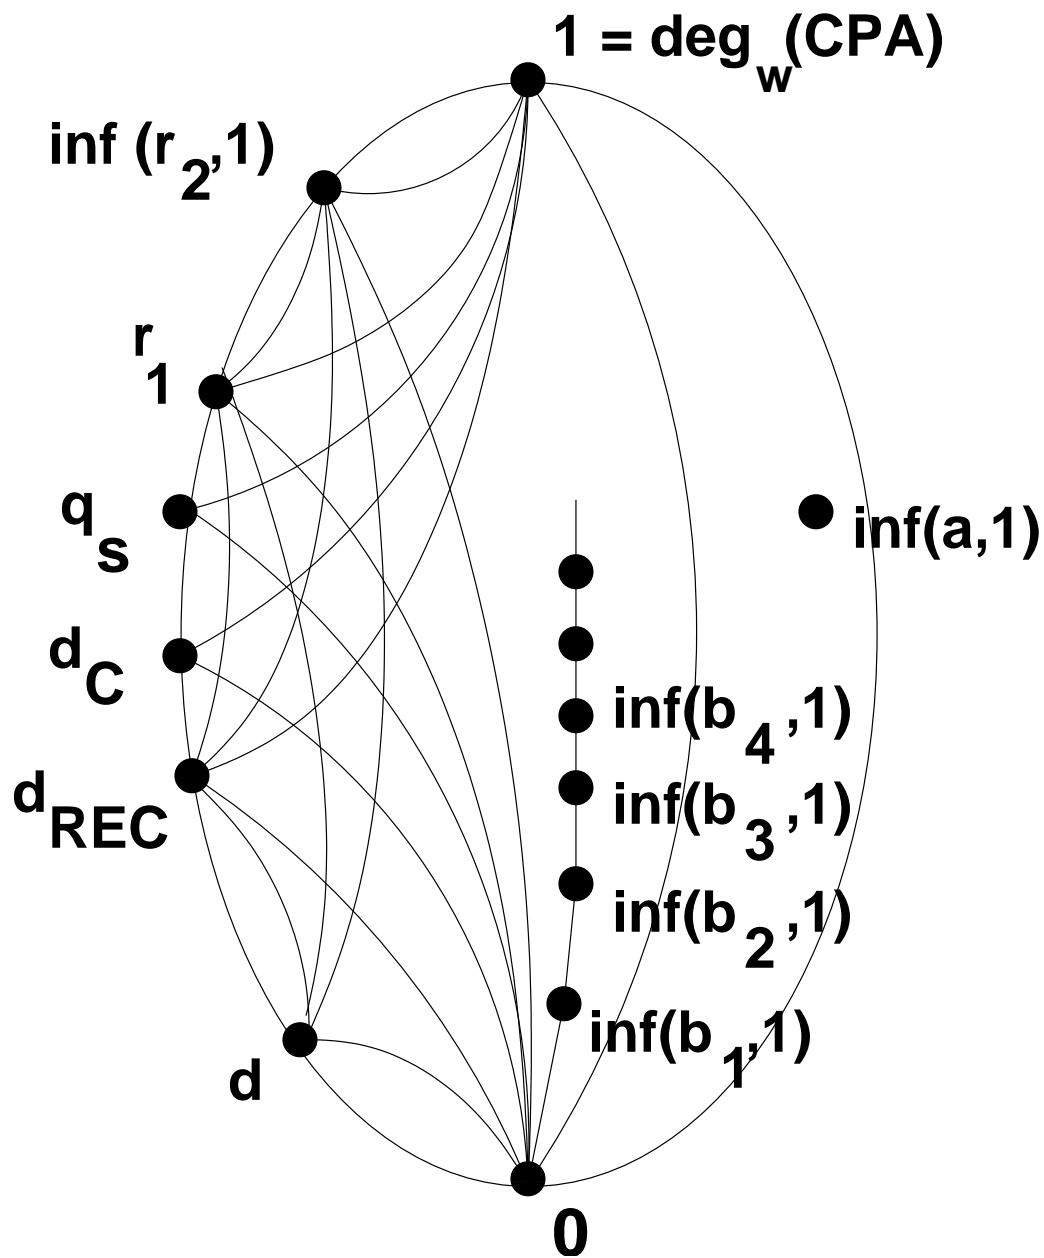 1 = deg_w(CPA)
inf (r_2,1)
r_1
q_s
inf(a,1)
d_C
inf(b_4,1)
d_REC
inf(b_3,1)
inf(b_2,1)
inf(b_1,1)
d
0